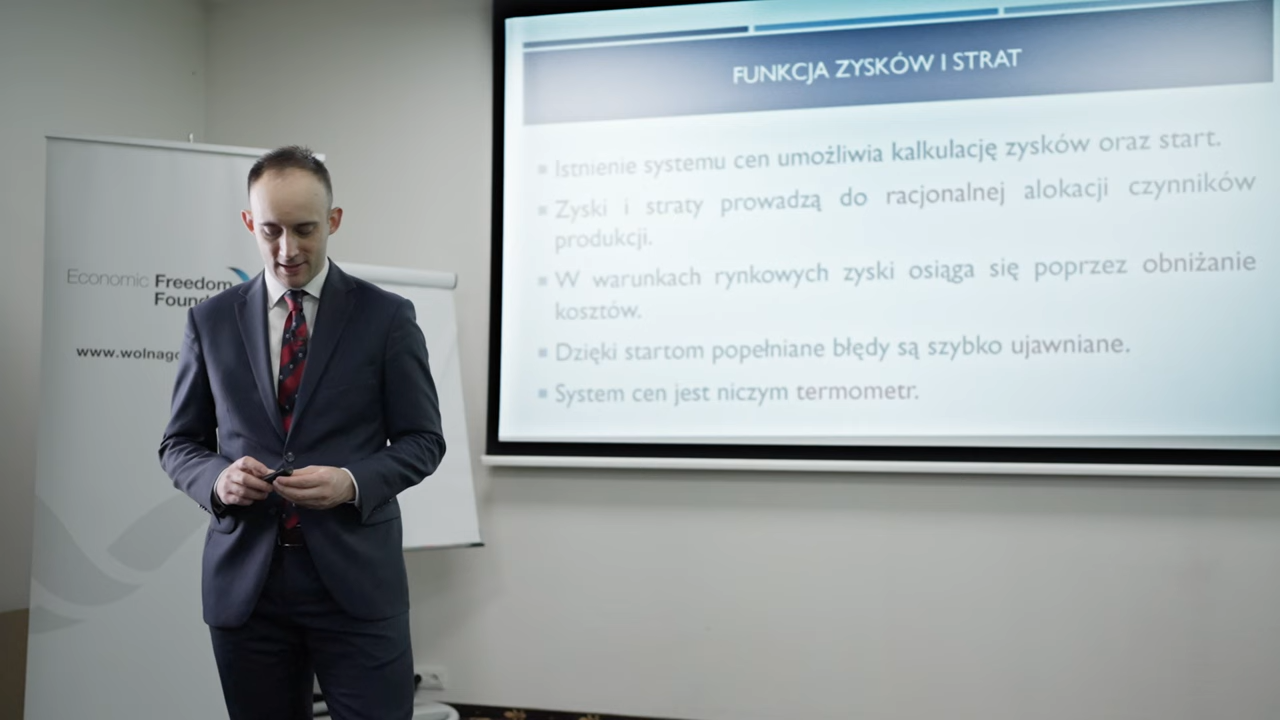 FUNKCJA ZYSKÓW I STRAT
Istnienie systemu cen umożliwia kalkulację zysków oraz start.
Zyski i straty prowadzą do racjonalnej alokacji czynników
produkcji.
W warunkach rynkowych zyski osiąga się poprzez obniżanie
kosztów.
Dzięki startom popełniane błędy są szybko ujawniane.
System cen jest niczym termometr.
Economic Freedom
Found
www.wolnag